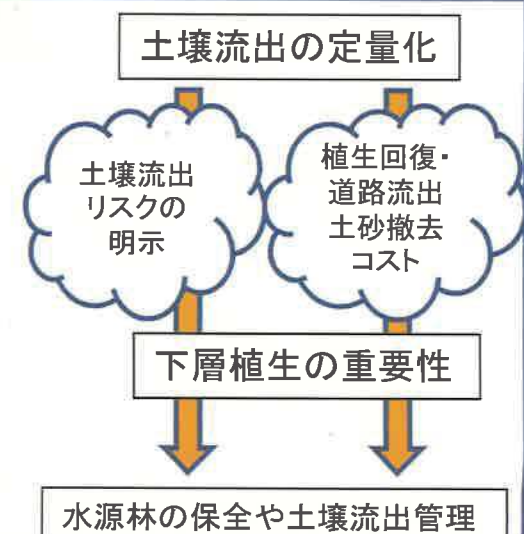 土壌流出の定量化
土壌流出
リスクの
明示
植生回復・
道路流出
土砂撤去
コスト
下層植生の重要性
水源林の保全や土壌流出管理